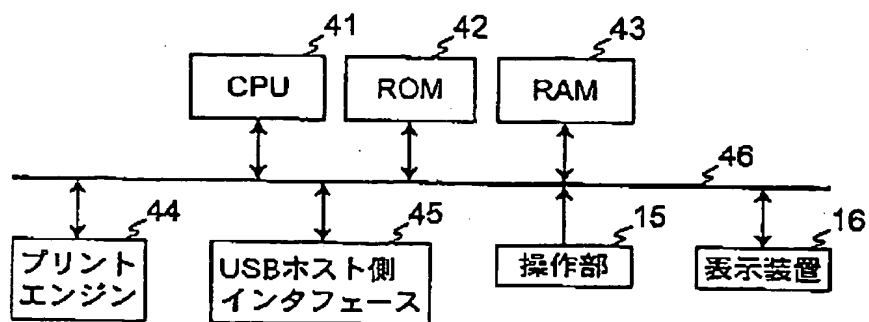 41
42
43
CPU
ROM
RAM
46
44
45
15
16
プリント
エンジン
USBホスト側
インタフェース
操作部
表示装置